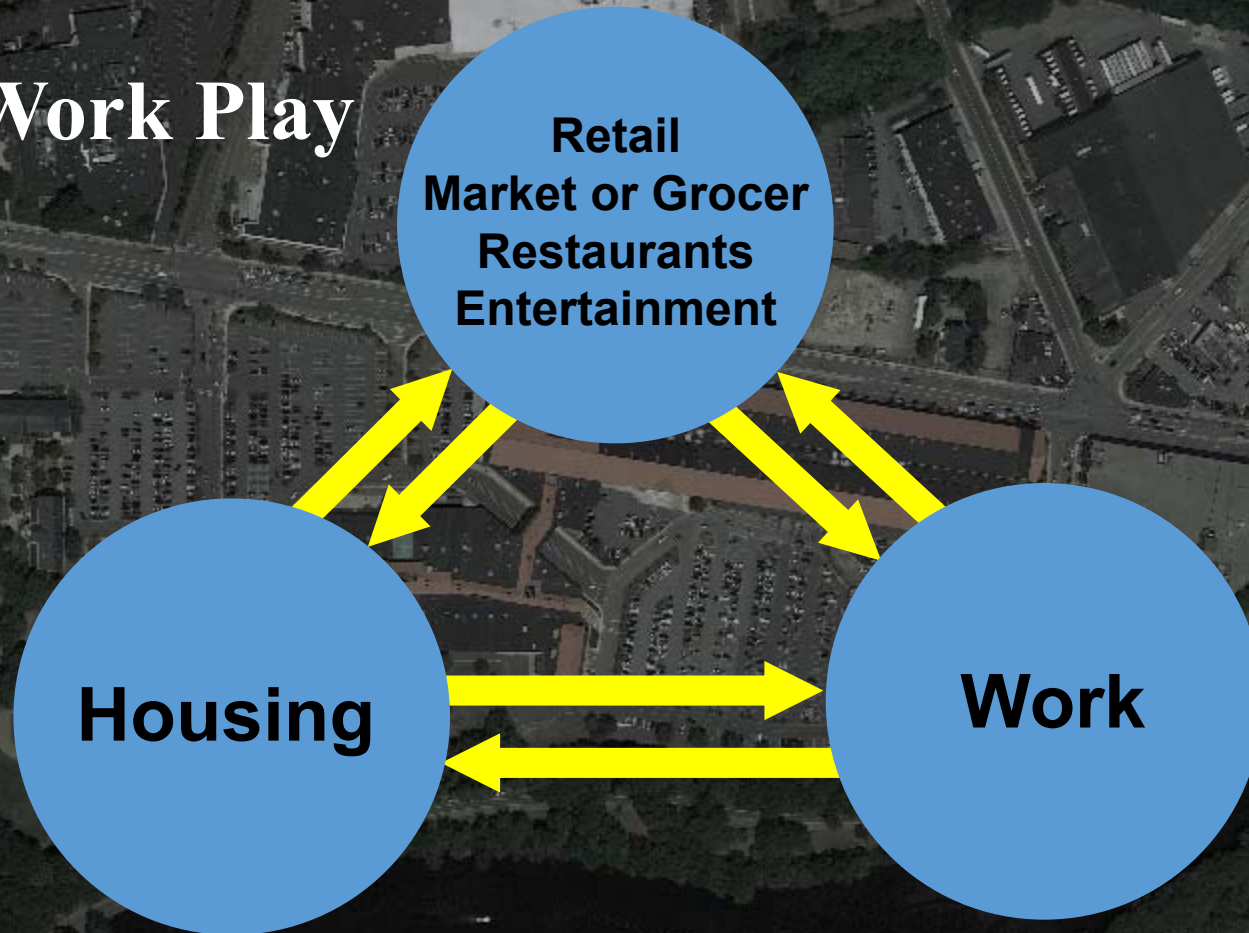 Work Play
Retail
Market or Grocer
Restaurants
Entertainment
Housing
Work